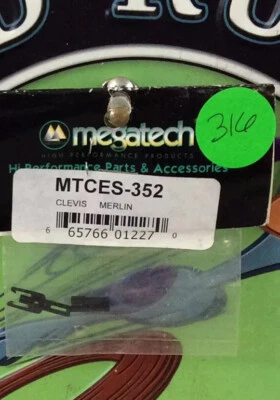 316
megatech
HIGH PERFORMANCE PRODUCTS
Hi-Performance Parts & Accessories
MTCES-352
CLEVIS MERLIN
6 65766 01227 0